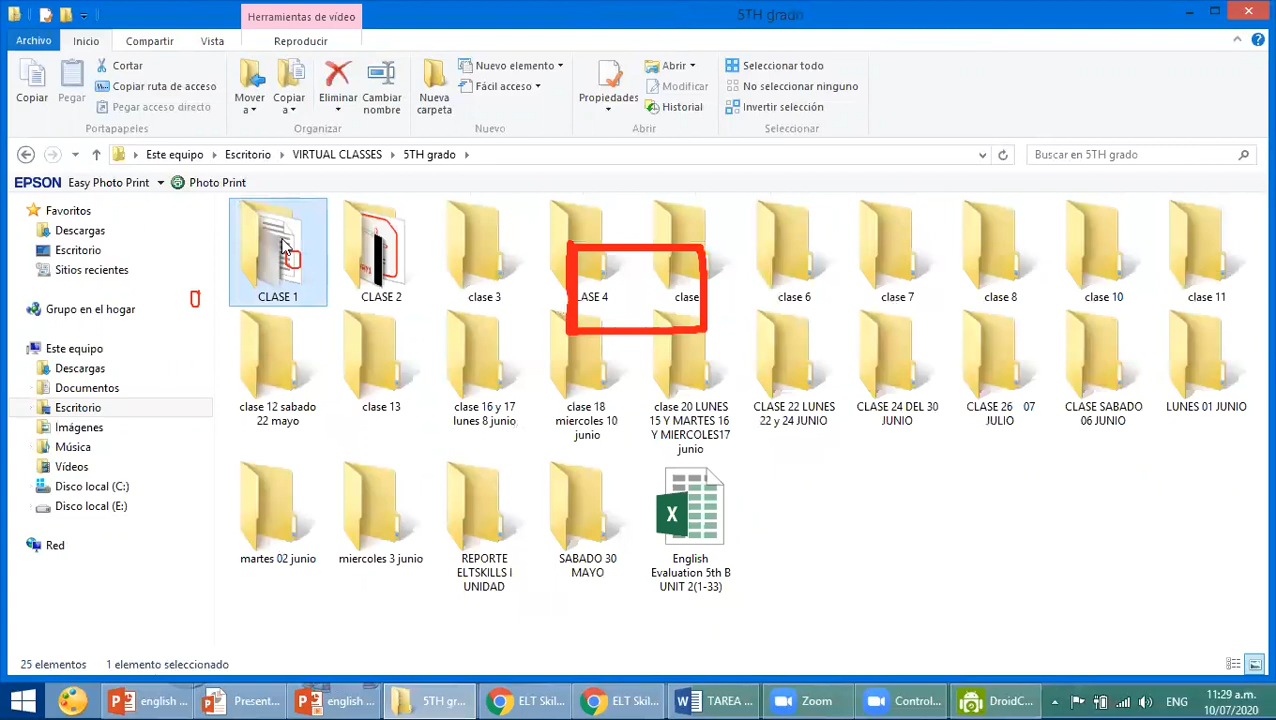 Herramientas de vídeo
5TH grado
Archivo
Inicio
Compartir
Vista
Reproducir
Copiar
Pegar
Cortar
Copiar ruta de acceso
Pegar acceso directo
Portapapeles
Mover a
Copiar a
Eliminar
Cambiar nombre
Organizar
Nueva carpeta
Nuevo elemento
Fácil acceso
Nuevo
Propiedades
Abrir
Modificar
Historial
Abrir
Seleccionar todo
No seleccionar ninguno
Invertir selección
Seleccionar
Este equipo
Escritorio
VIRTUAL CLASSES
5TH grado
Buscar en 5TH grado
EPSON Easy Photo Print
Photo Print
Favoritos
Descargas
Escritorio
Sitios recientes
Grupo en el hogar
Este equipo
Descargas
Documentos
Escritorio
Imágenes
Música
Vídeos
Disco local (C:)
Disco local (E:)
Red
CLASE 1
CLASE 2
clase 3
LASE 4
clase
clase 6
clase 7
clase 8
clase 10
clase 11
clase 12 sabado
22 mayo
clase 13
clase 16 y 17
lunes 8 junio
clase 18
miercoles 10
junio
clase 20 LUNES
15 Y MARTES 16
Y MIERCOLES17
junio
CLASE 22 LUNES
22 y 24 JUNIO
CLASE 24 DEL 30
JUNIO
CLASE 26 07
JULIO
CLASE SABADO
06 JUNIO
LUNES 01 JUNIO
martes 02 junio
miercoles 3 junio
REPORTE
ELTSKILLS I
UNIDAD
SABADO 30
MAYO
English
Evaluation 5th B
UNIT 2(1-33)
25 elementos
1 elemento seleccionado
english ...
Present...
english ...
5TH gr...
ELT Skil...
ELT Skil...
TAREA ...
Zoom
Control...
DroidC...
ENG
11:29 a.m.
10/07/2020